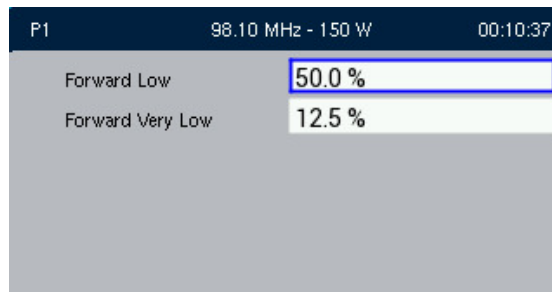 P1 98.10 MHz - 150 W 00:10:37
Forward Low 50.0 %
Forward Very Low 12.5 %